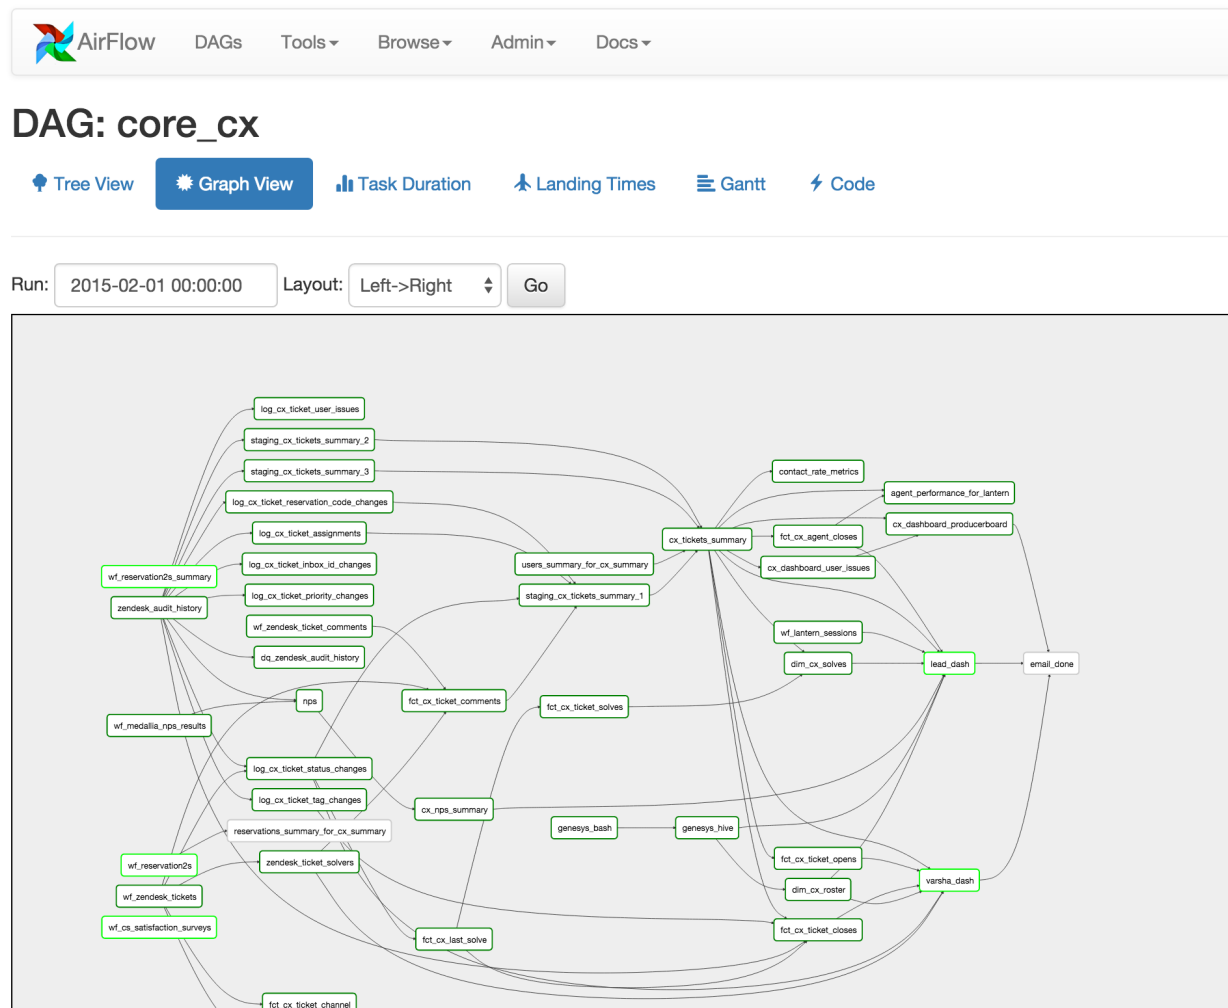 AirFlow DAGs Tools Browse Admin Docs
DAG: core_cx
Tree View Graph View Task Duration Landing Times Gantt Code
Run: 2015-02-01 00:00:00 Layout: Left->Right Go
log_cx_ticket_user_issues
staging_cx_tickets_summary_2
staging_cx_tickets_summary_3
contact_rate_metrics
log_cx_ticket_reservation_code_changes
agent_performance_for_lantern
log_cx_ticket_assignments
cx_tickets_summary
fct_cx_agent_closes
cx_dashboard_producerboard
log_cx_ticket_inbox_id_changes
users_summary_for_cx_summary
cx_dashboard_user_issues
wf_reservation2s_summary
zendesk_audit_history
log_cx_ticket_priority_changes
staging_cx_tickets_summary_1
wf_zendesk_ticket_comments
wf_lantern_sessions
dq_zendesk_audit_history
dim_cx_solves
lead_dash
email_done
nps
fct_cx_ticket_comments
fct_cx_ticket_solves
wf_medallia_nps_results
log_cx_ticket_status_changes
log_cx_ticket_tag_changes
cx_nps_summary
reservations_summary_for_cx_summary
genesys_bash
genesys_hive
wf_reservation2s
zendesk_ticket_solvers
fct_cx_ticket_opens
wf_zendesk_tickets
dim_cx_roster
varsha_dash
wf_cs_satisfaction_surveys
fct_cx_last_solve
fct_cx_ticket_closes
fct_cx_ticket_channel